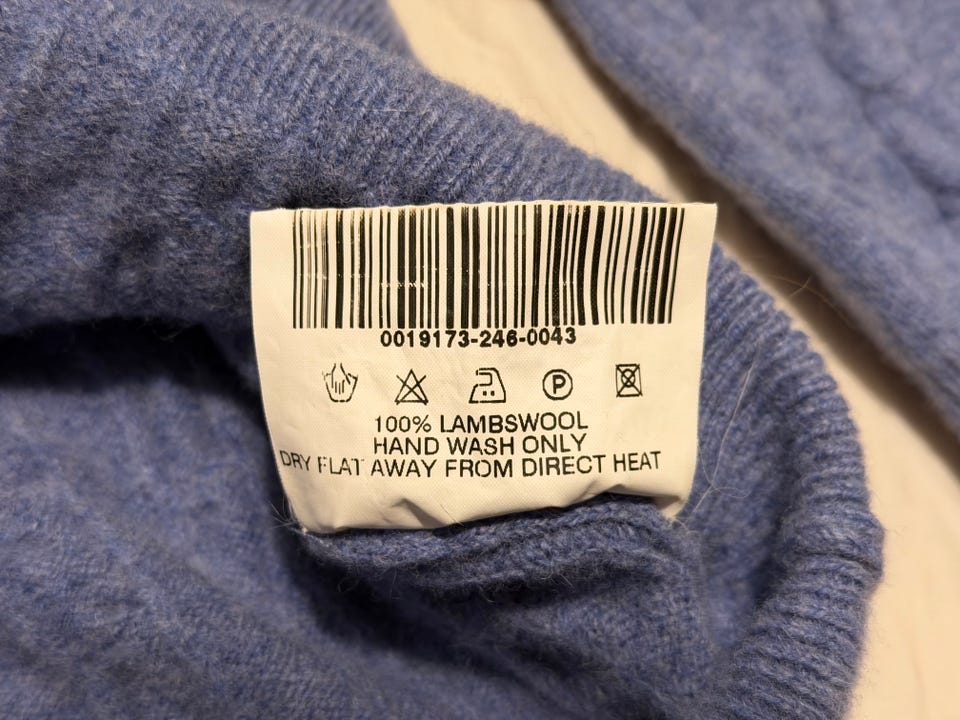 0019173-246-0043
P
100% LAMBSWOOL
HAND WASH ONLY
DRY FLAT AWAY FROM DIRECT HEAT